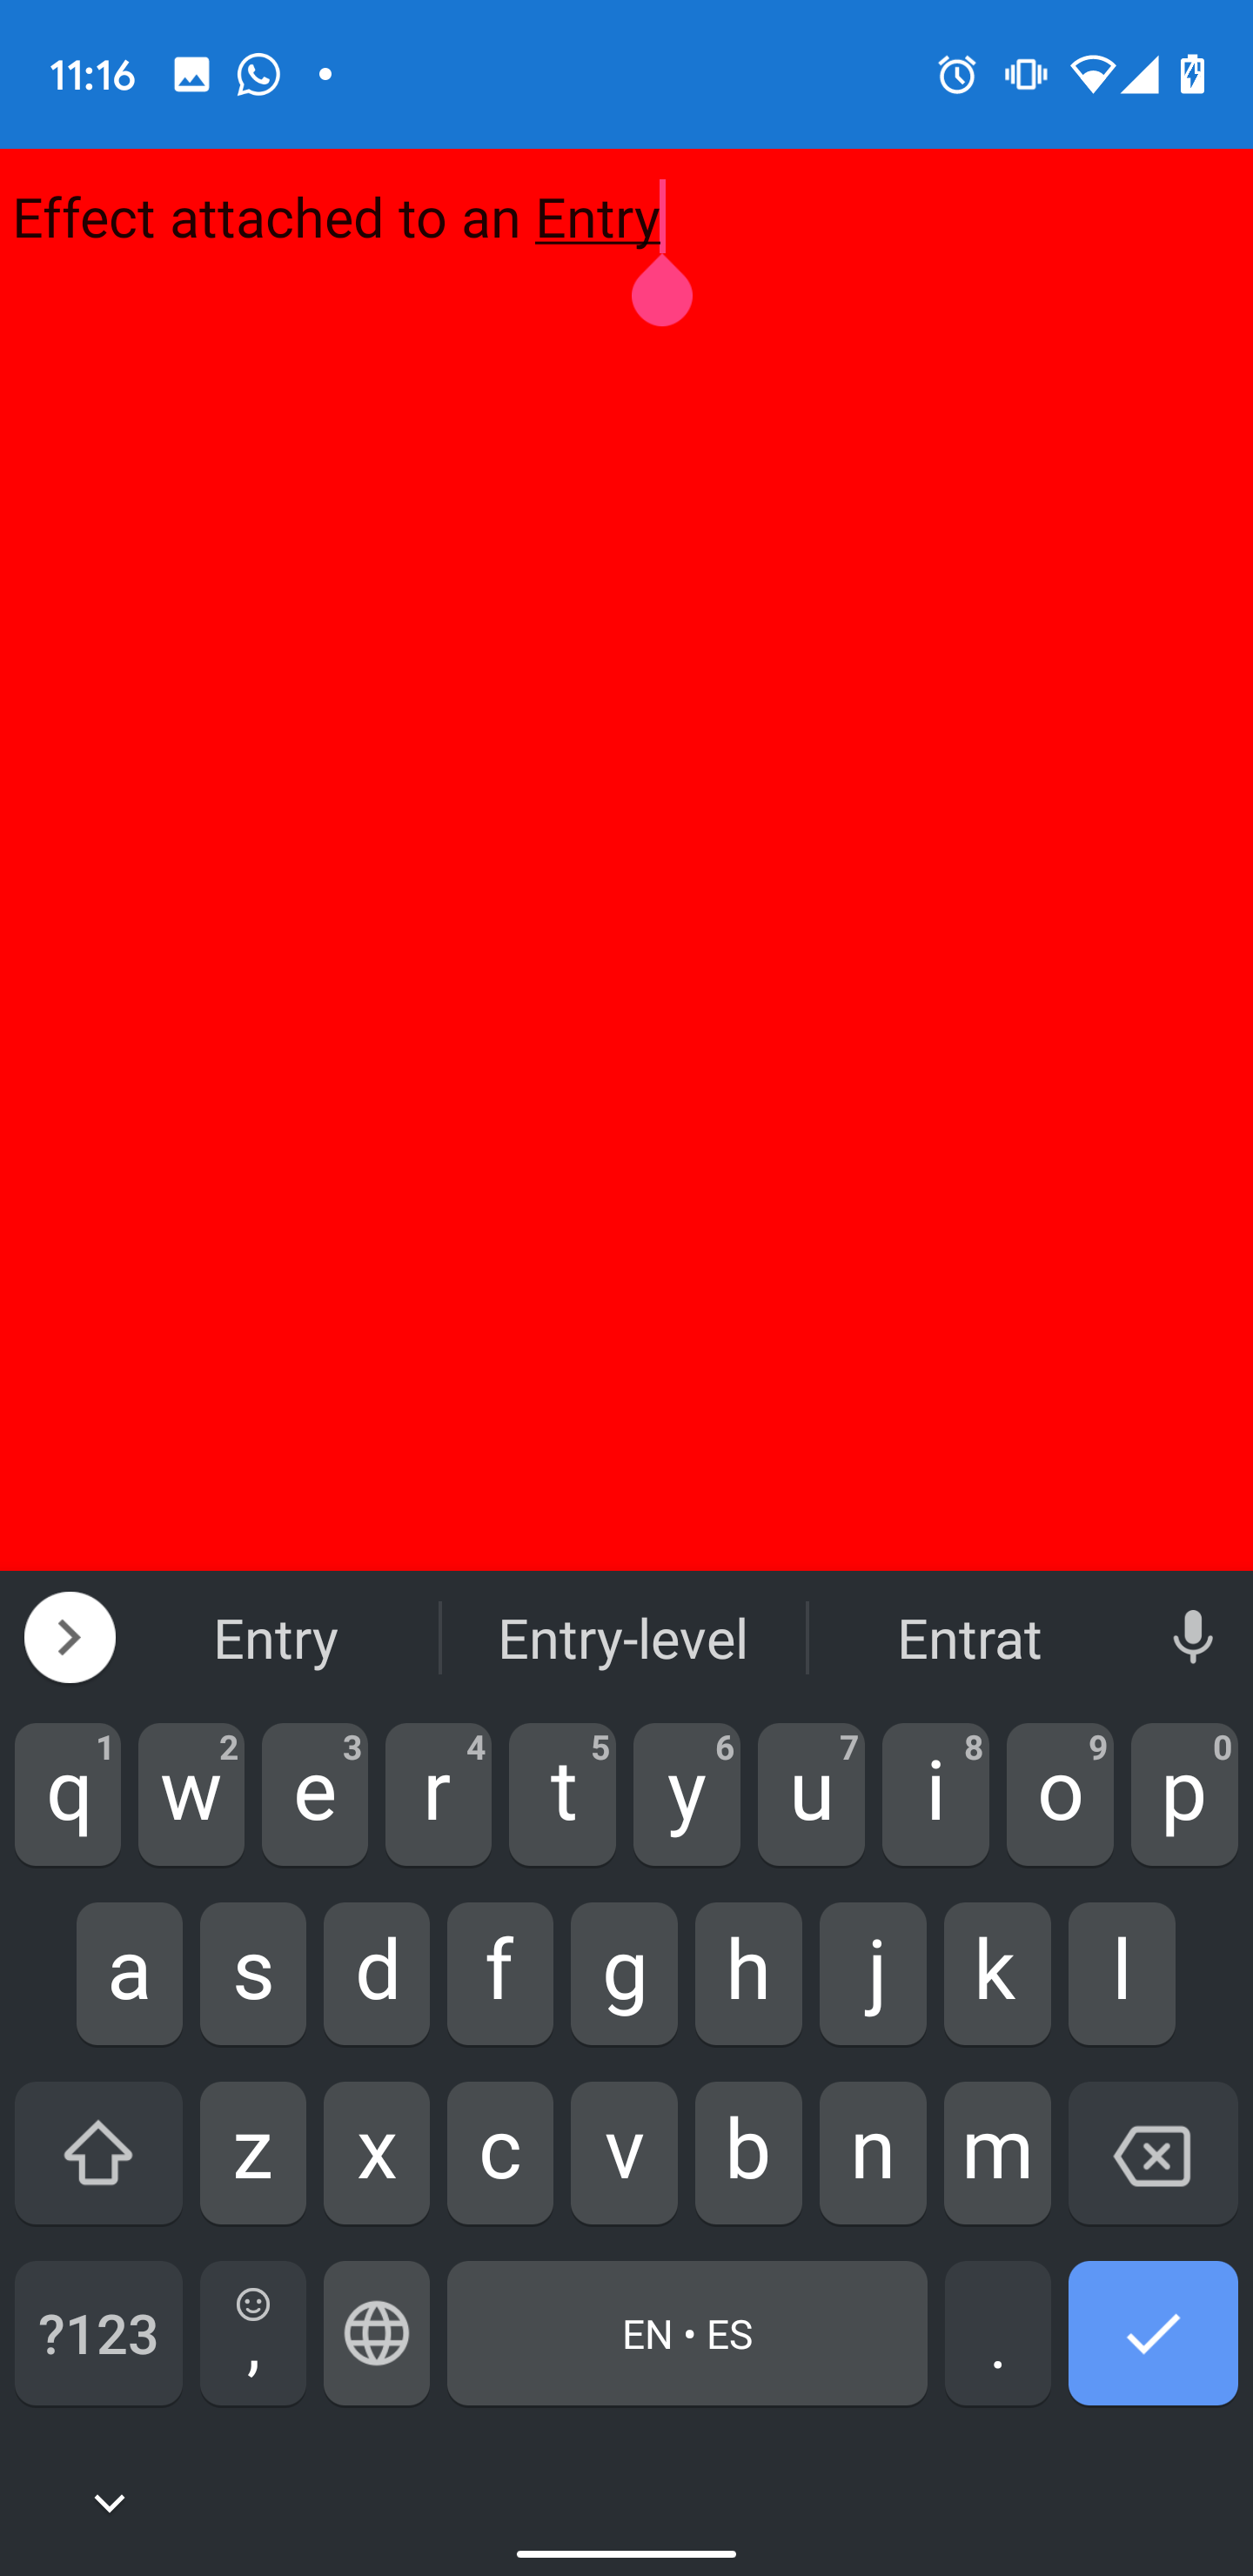 11:16
Effect attached to an Entry
Entry Entry-level Entrat
1 2 3 4 5 6 7 8 9 0
q w e r t y u i o p
a s d f g h j k l
z x c v b n m
?123 , EN • ES .